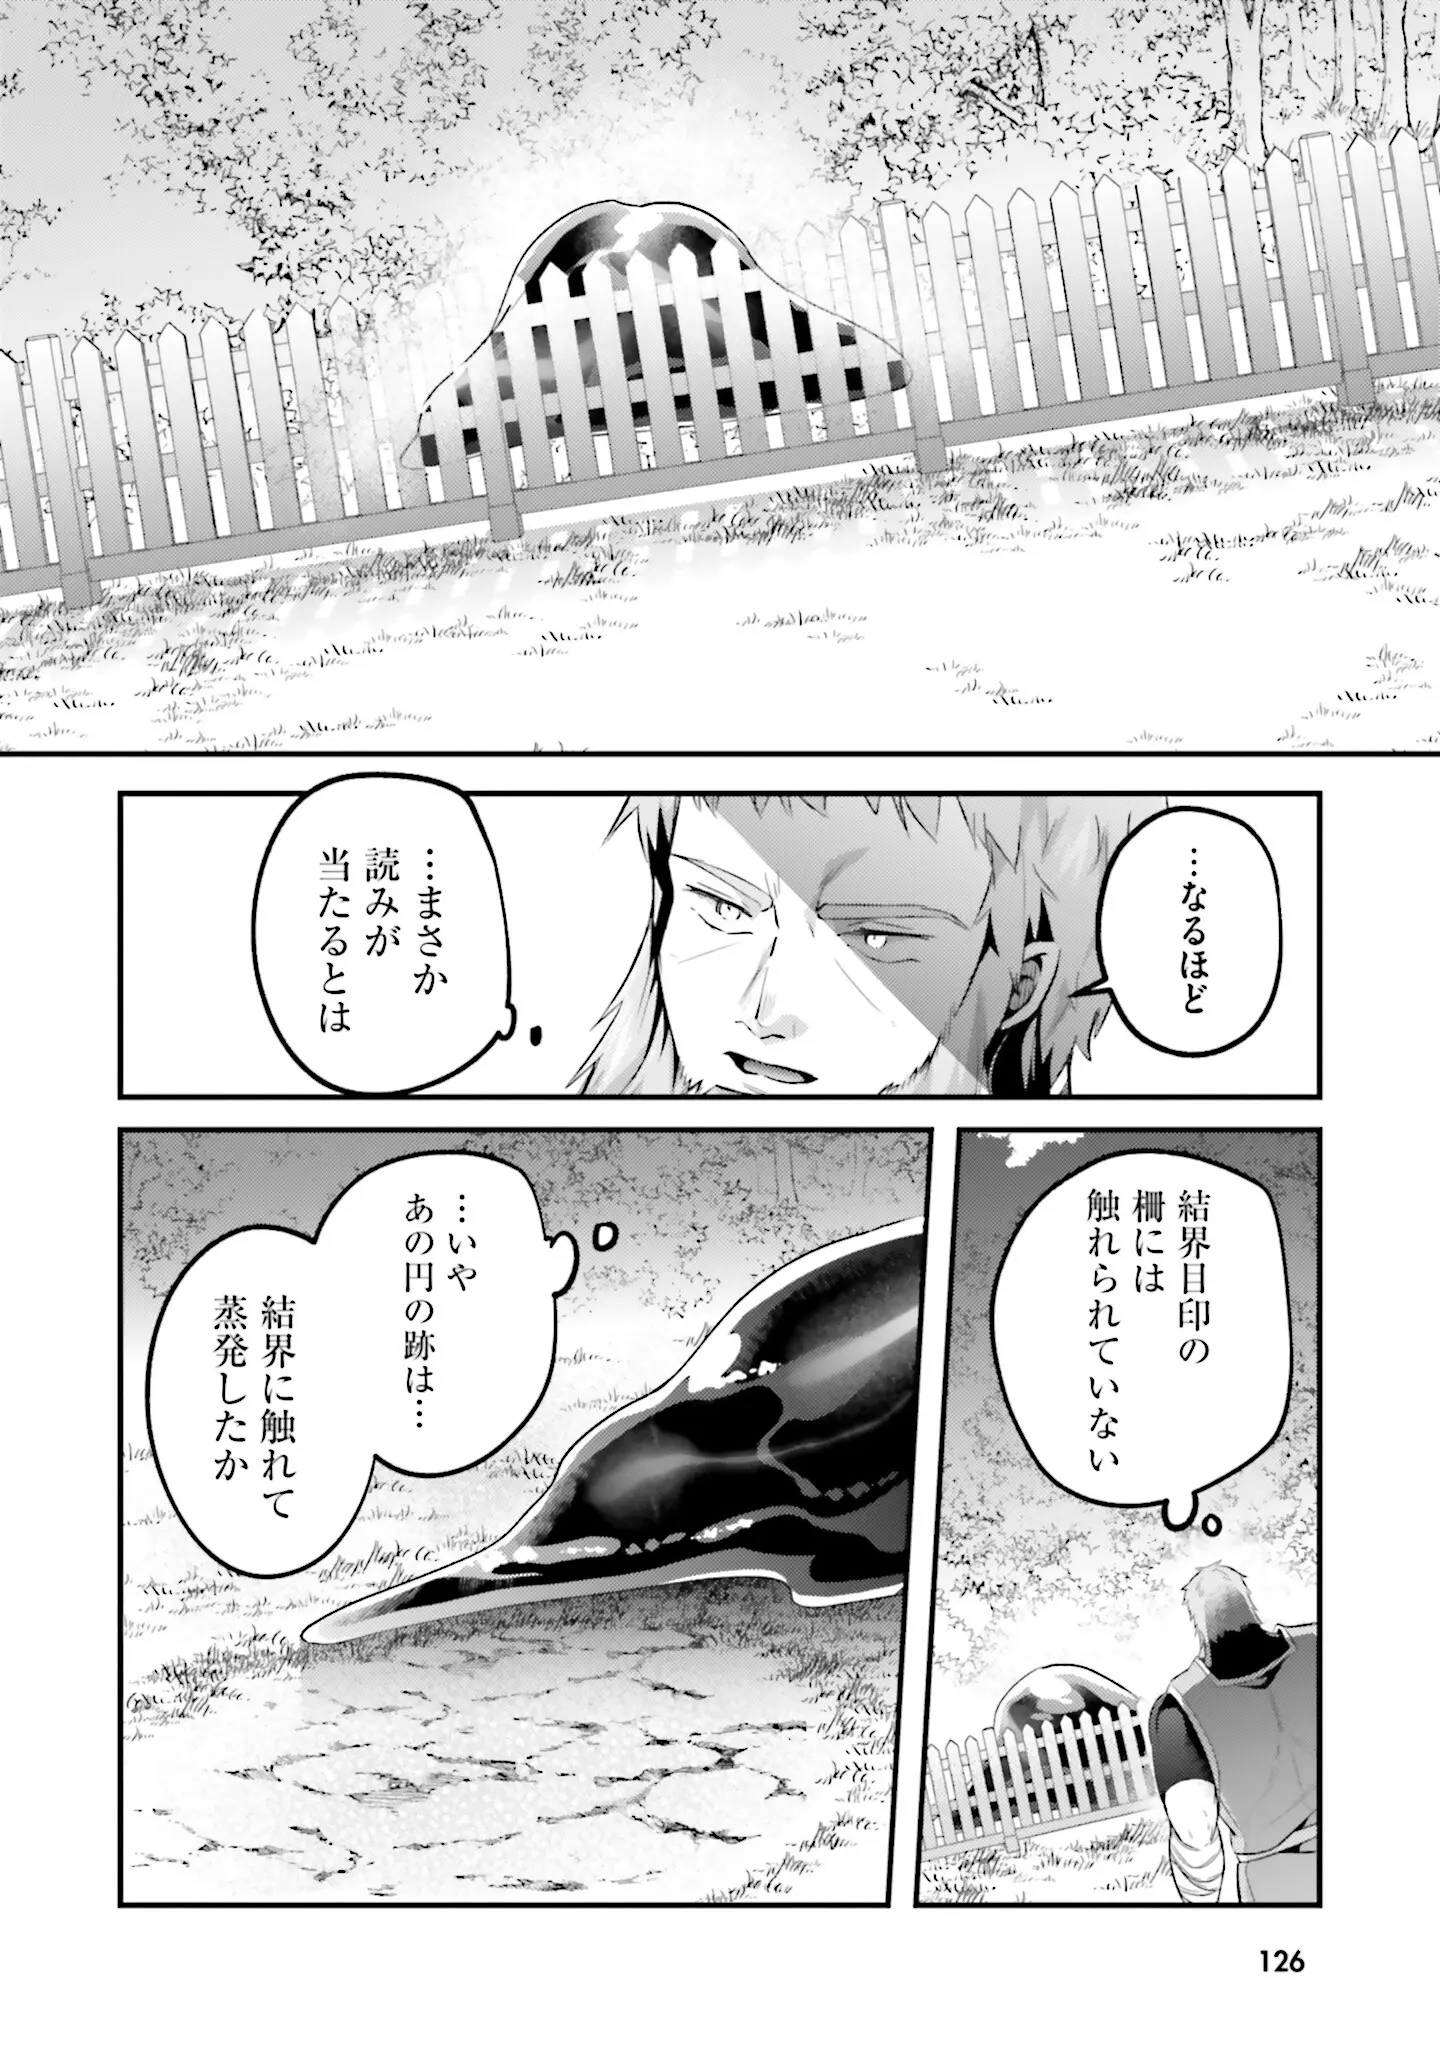 …なるほど
…まさか
読みが
当たるとは
結界目印の
柵には
触れられていない
…いや
あの円の跡は…
結界に触れて
蒸発したか
126